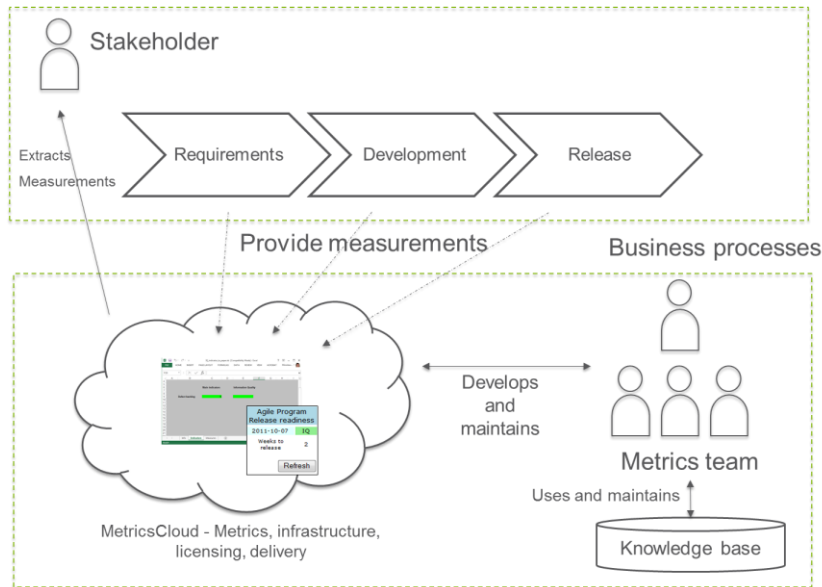 Stakeholder
Requirements
Development
Release
Extracts
Measurements
Provide measurements
Business processes
Agile Program
Release readiness
2011-10-07 IQ
Weeks to
release
2
Refresh
Develops
and
maintains
Metrics team
Uses and maintains
Knowledge base
MetricsCloud - Metrics, infrastructure,
licensing, delivery